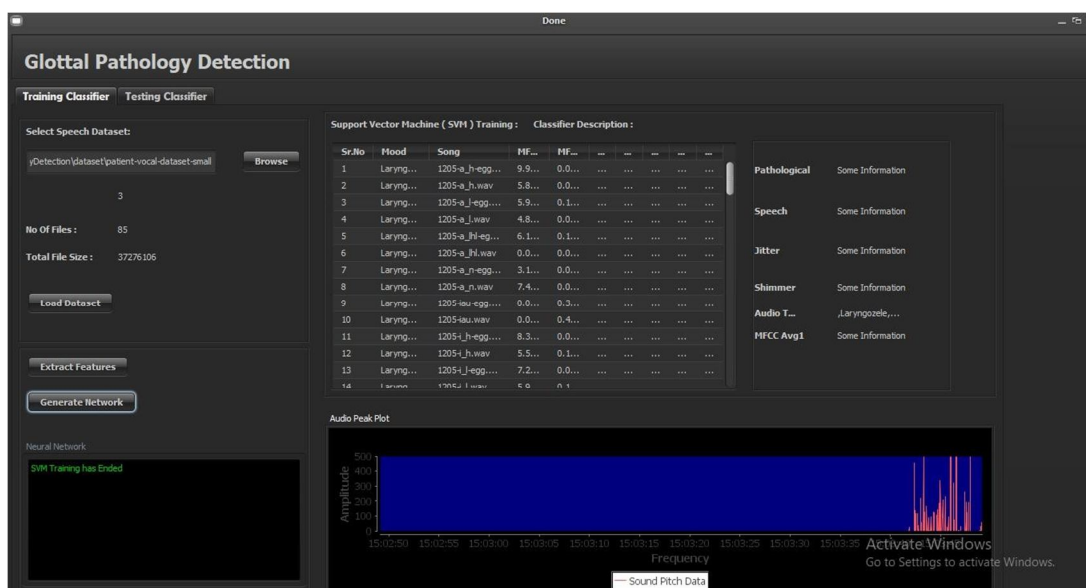 Done
Glottal Pathology Detection
Training Classifier Testing Classifier
Select Speech Dataset:
yDetection\dataset\patient-vocal-dataset-small Browse
3
No Of Files : 85
Total File Size : 37276106
Load Dataset
Extract Features
Generate Network
Neural Network
SVM Training has Ended
Support Vector Machine ( SVM ) Training : Classifier Description :
Sr.No Mood Song MF... MF... ... ... ... ... ...
1 Laryng... 1205-a_h-egg... 9.9... 0.0... ... ... ... ... ...
2 Laryng... 1205-a_h.wav 5.8... 0.0... ... ... ... ... ...
3 Laryng... 1205-a_l-egg.... 5.9... 0.1... ... ... ... ... ...
4 Laryng... 1205-a_l.wav 4.8... 0.0... ... ... ... ... ...
5 Laryng... 1205-a_lhl-eg... 6.1... 0.1... ... ... ... ... ...
6 Laryng... 1205-a_lhl.wav 0.0... 0.0... ... ... ... ... ...
7 Laryng... 1205-a_n-egg... 3.1... 0.0... ... ... ... ... ...
8 Laryng... 1205-a_n.wav 7.4... 0.0... ... ... ... ... ...
9 Laryng... 1205-iau-egg.... 0.0... 0.3... ... ... ... ... ...
10 Laryng... 1205-iau.wav 0.0... 0.4... ... ... ... ... ...
11 Laryng... 1205-i_h-egg... 8.3... 0.0... ... ... ... ... ...
12 Laryng... 1205-i_h.wav 5.5... 0.1... ... ... ... ... ...
13 Laryng... 1205-i_l-egg.... 7.2... 0.0... ... ... ... ... ...
14 Laryng 1205-i_l.wav 5.9 0.1
Pathological Some Information
Speech Some Information
Jitter Some Information
Shimmer Some Information
Audio T... ,Laryngozele,...
MFCC Avg1 Some Information
Audio Peak Plot
Amplitude
500
400
300
200
100
0
15:02:50 15:02:55 15:03:00 15:03:05 15:03:10 15:03:15 15:03:20 15:03:25 15:03:30 15:03:35
Frequency
Sound Pitch Data
Activate Windows
Go to Settings to activate Windows.